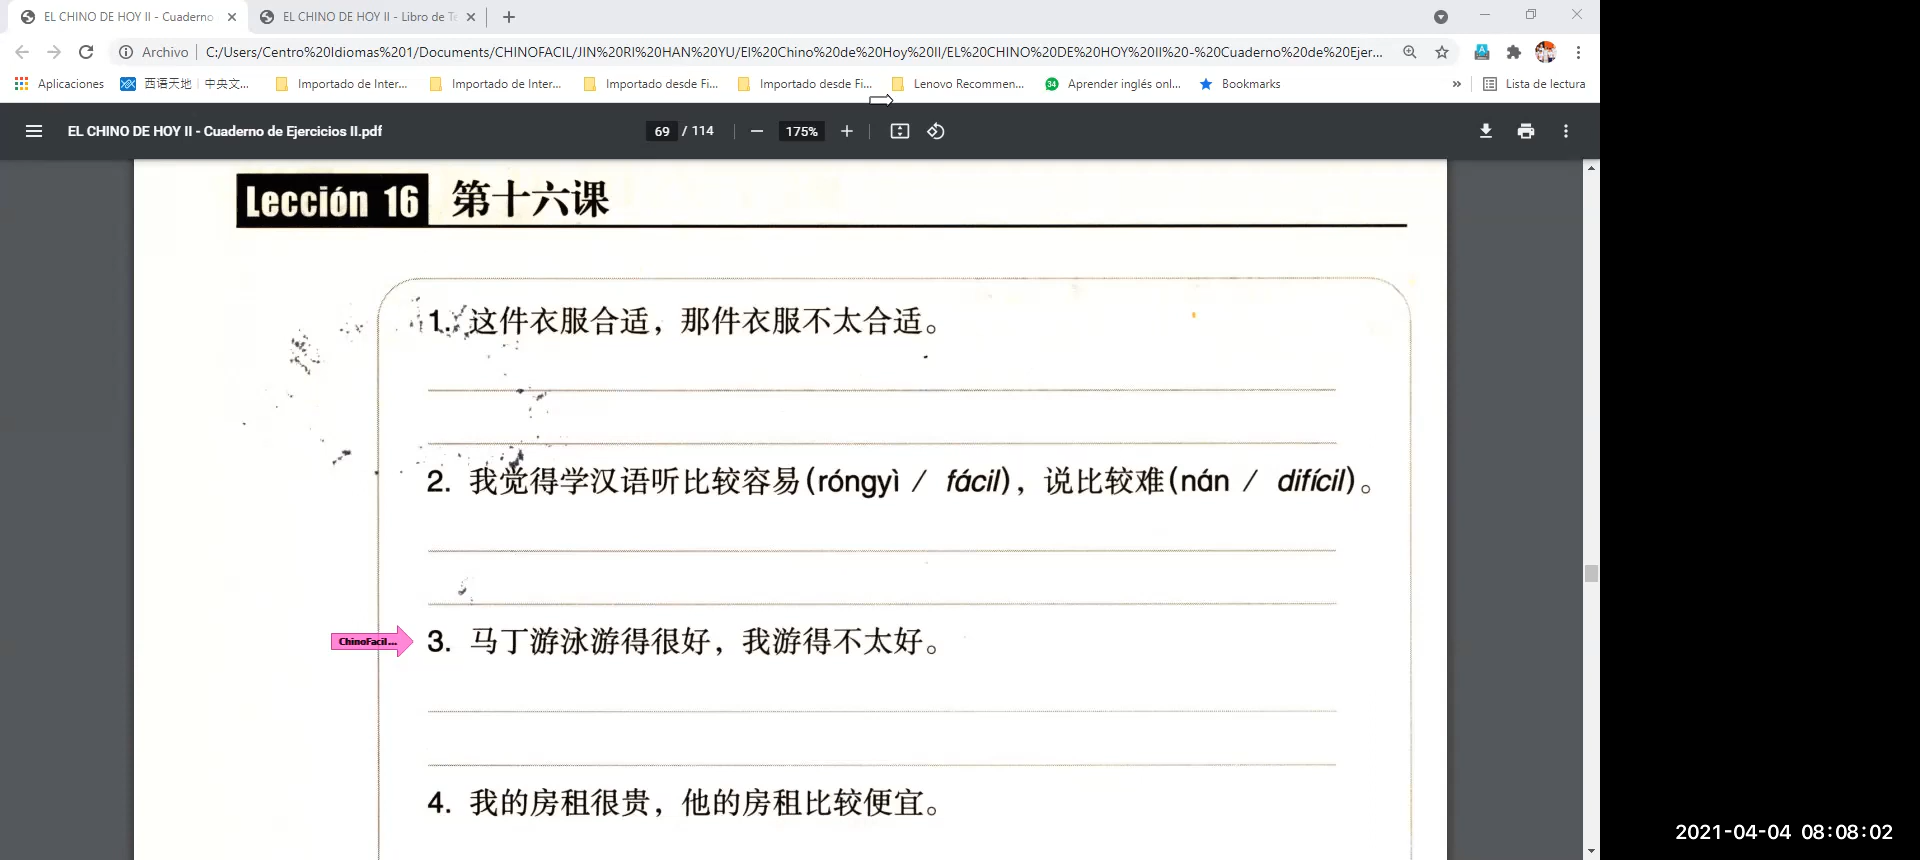 EL CHINO DE HOY II - Cuaderno
EL CHINO DE HOY II - Libro de Te
Archivo
C:/Users/Centro%20Idiomas%201/Documents/CHINOFACIL/JIN%20RI%20HAN%20YU/El%20Chino%20de%20Hoy%20II/EL%20CHINO%20DE%20HOY%20II%20-%20Cuaderno%20de%20Ejer...
Aplicaciones
西语天地 | 中央文...
Importado de Inter...
Importado de Inter...
Importado desde Fi...
Importado desde Fi...
Lenovo Recommen...
34 Aprender inglés onl...
Bookmarks
»
Lista de lectura
EL CHINO DE HOY II - Cuaderno de Ejercicios II.pdf
69 / 114
175%
Lección 16 第十六课
1. 这件衣服合适，那件衣服不太合适。
2. 我觉得学汉语听比较容易(róngyì / fácil)，说比较难(nán / difícil)。
ChinoFacil...
3. 马丁游泳游得很好，我游得不太好。
4. 我的房租很贵，他的房租比较便宜。
2021-04-04 08:08:02